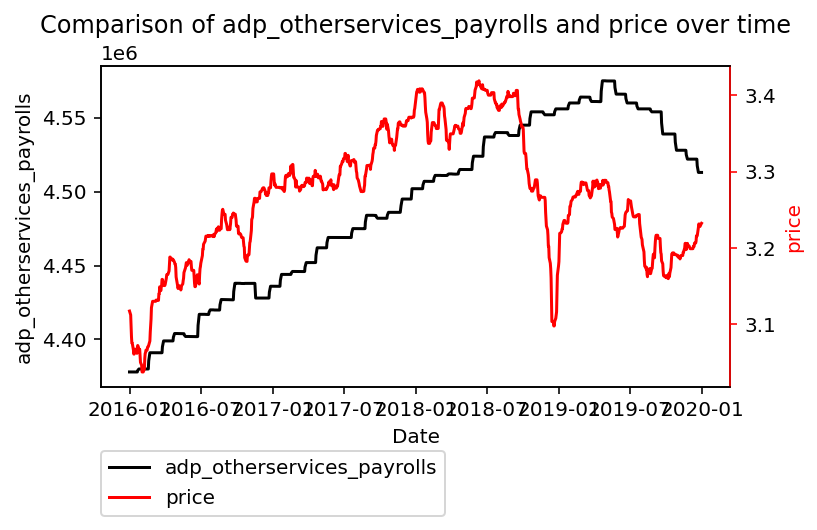 Comparison of adp_otherservices_payrolls and price over time
1e6
adp_otherservices_payrolls
4.55
4.50
4.45
4.40
3.4
3.3
3.2
3.1
price
2016-01 2016-07 2017-01 2017-07 2018-01 2018-07 2019-01 2019-07 2020-01
Date
adp_otherservices_payrolls
price